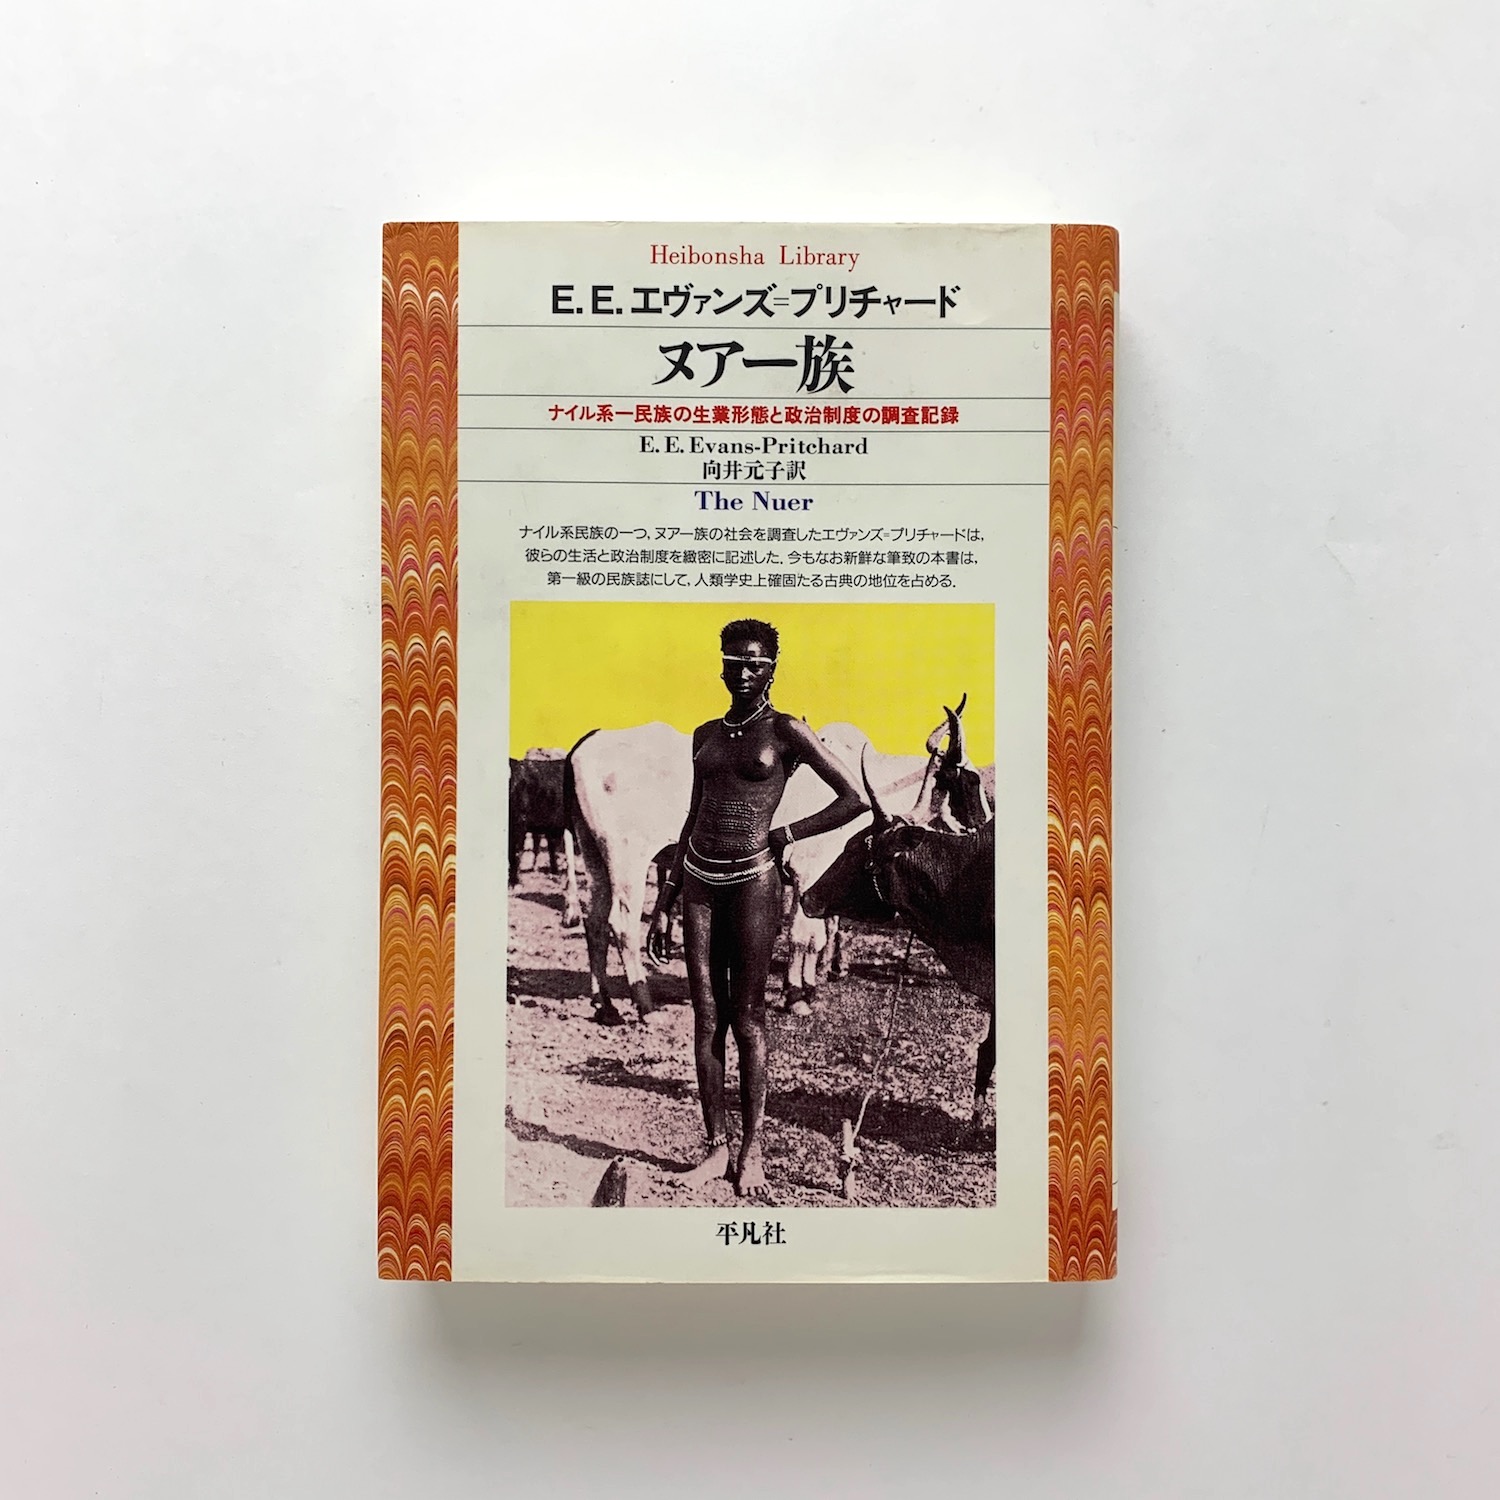 Heibonsha Library
E.E.エヴァンズ=プリチャード
ヌアー族
ナイル系一民族の生業形態と政治制度の調査記録
E.E.Evans-Pritchard
向井元子訳
The Nuer
ナイル系民族の一つ,ヌアー族の社会を調査したエヴァンズ=プリチャードは,
彼らの生活と政治制度を緻密に記述した.今もなお新鮮な筆致の本書は,
第一級の民族誌にして,人類学史上確固たる古典の地位を占める.
平凡社